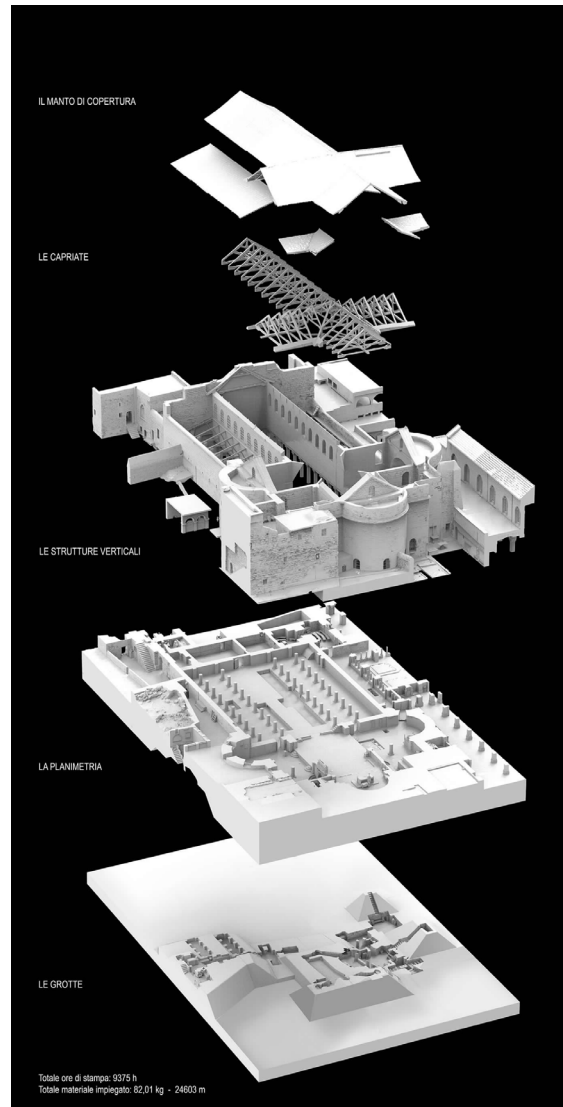 IL MANTO DI COPERTURA
LE CAPRIATE
LE STRUTTURE VERTICALI
LA PLANIMETRIA
LE GROTTE
Totale ore di stampa: 9375 h
Totale materiale impiegato: 82,01 kg - 24603 m